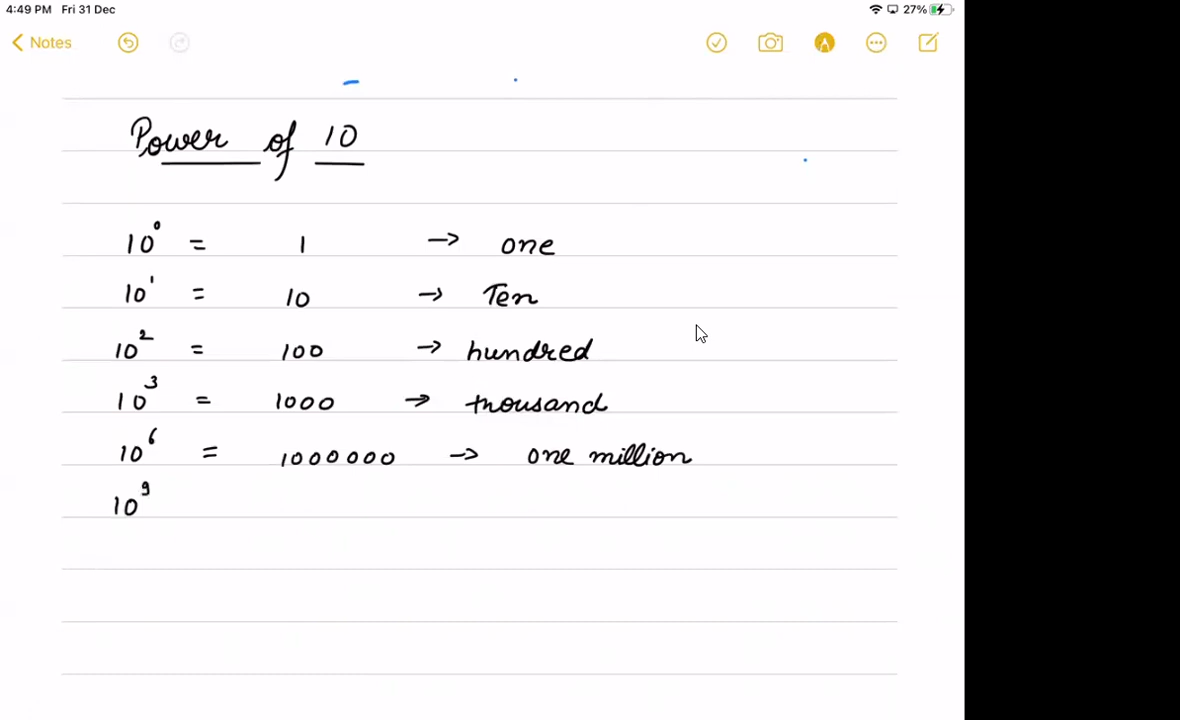 4:49 PM Fri 31 Dec 27%
Notes
Power of 10
10⁰ = 1 → one
10¹ = 10 → Ten
10² = 100 → hundred
10³ = 1000 → thousand
10⁶ = 1000000 → one million
10⁹